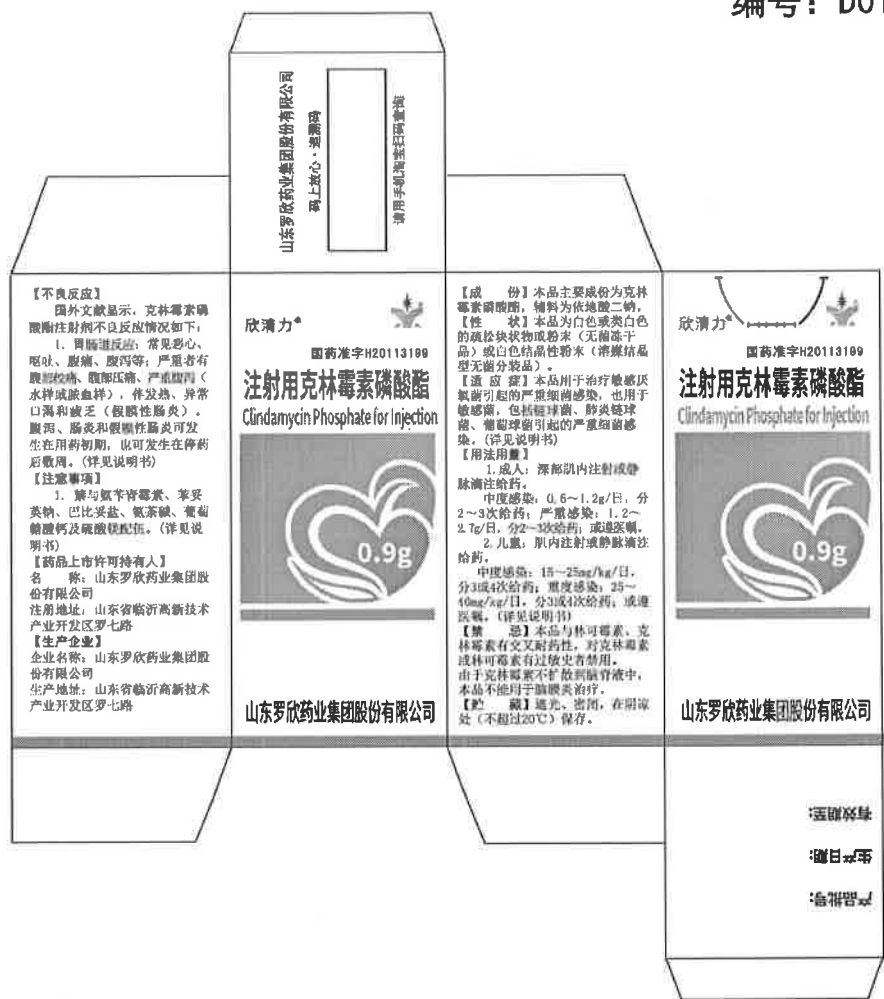 编号：D01
山东罗欣药业集团股份有限公司
码上放心·追溯码
请用手机淘宝扫码查询
【不良反应】
国外文献显示，克林霉素磷
酸酯注射剂不良反应情况如下：
1. 胃肠道反应：常见恶心、
呕吐、腹痛、腹泻等；严重者有
腹部绞痛、腹部压痛、严重腹泻（
水样或脓血样），伴发热、异常
口渴和疲乏（假膜性肠炎）。
腹泻、肠炎和假膜性肠炎可发
生在用药初期，也可发生在停药
后数周。（详见说明书）
【注意事项】
1. 禁与氨苄青霉素、苯妥
英钠、巴比妥盐、氨茶碱、葡萄
糖酸钙及硫酸镁配伍。（详见说
明书）
【药品上市许可持有人】
名 称：山东罗欣药业集团股
份有限公司
注册地址：山东省临沂高新技术
产业开发区罗七路
【生产企业】
企业名称：山东罗欣药业集团股
份有限公司
生产地址：山东省临沂高新技术
产业开发区罗七路
欣清力
国药准字H20113199
注射用克林霉素磷酸酯
Clindamycin Phosphate for Injection
0.9g
山东罗欣药业集团股份有限公司
【成 份】本品主要成份为克林
霉素磷酸酯，辅料为依地酸二钠。
【性 状】本品为白色或类白色
的疏松块状物或粉末（无菌冻干
品）或白色结晶性粉末（溶媒结晶
型无菌分装品）。
【适应症】本品用于治疗敏感厌
氧菌引起的严重细菌感染，也用于
敏感菌，包括链球菌、肺炎链球
菌、葡萄球菌引起的严重细菌感
染。（详见说明书）
【用法用量】
1. 成人：深部肌内注射或静
脉滴注给药。
中度感染：0.6～1.2g/日，分
2～3次给药；严重感染：1.2～
2.7g/日，分2～3次给药；或遵医嘱。
2. 儿童：肌内注射或静脉滴注
给药。
中度感染：15～25mg/kg/日，
分3或4次给药；重度感染：25～
40mg/kg/日，分3或4次给药；或遵
医嘱。（详见说明书）
【禁 忌】本品与林可霉素、克
林霉素有交叉耐药性，对克林霉素
或林可霉素有过敏史者禁用。
由于克林霉素不扩散到脑脊液中，
本品不能用于脑膜炎治疗。
【贮 藏】遮光、密闭，在阴凉
处（不超过20℃）保存。
欣清力
国药准字H20113199
注射用克林霉素磷酸酯
Clindamycin Phosphate for Injection
0.9g
山东罗欣药业集团股份有限公司
产品批号：
生产日期：
有效期至：